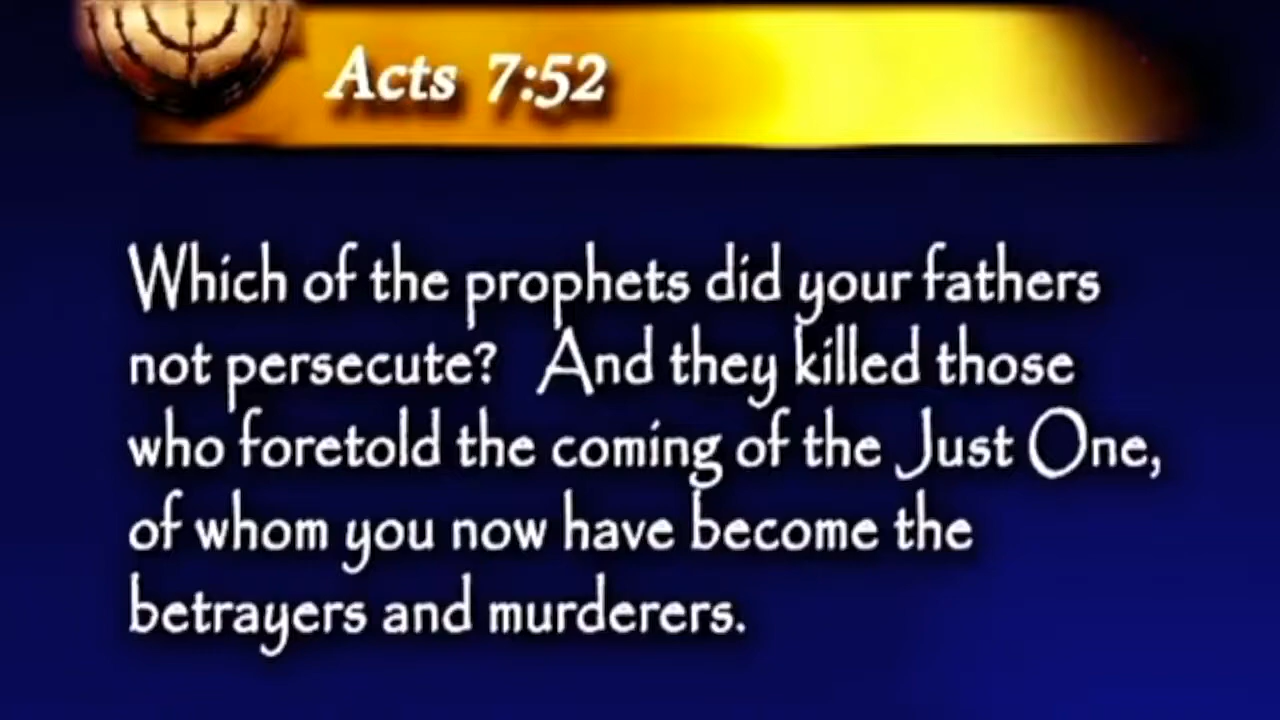 Acts 7:52
Which of the prophets did your fathers
not persecute? And they killed those
who foretold the coming of the Just One,
of whom you now have become the
betrayers and murderers.